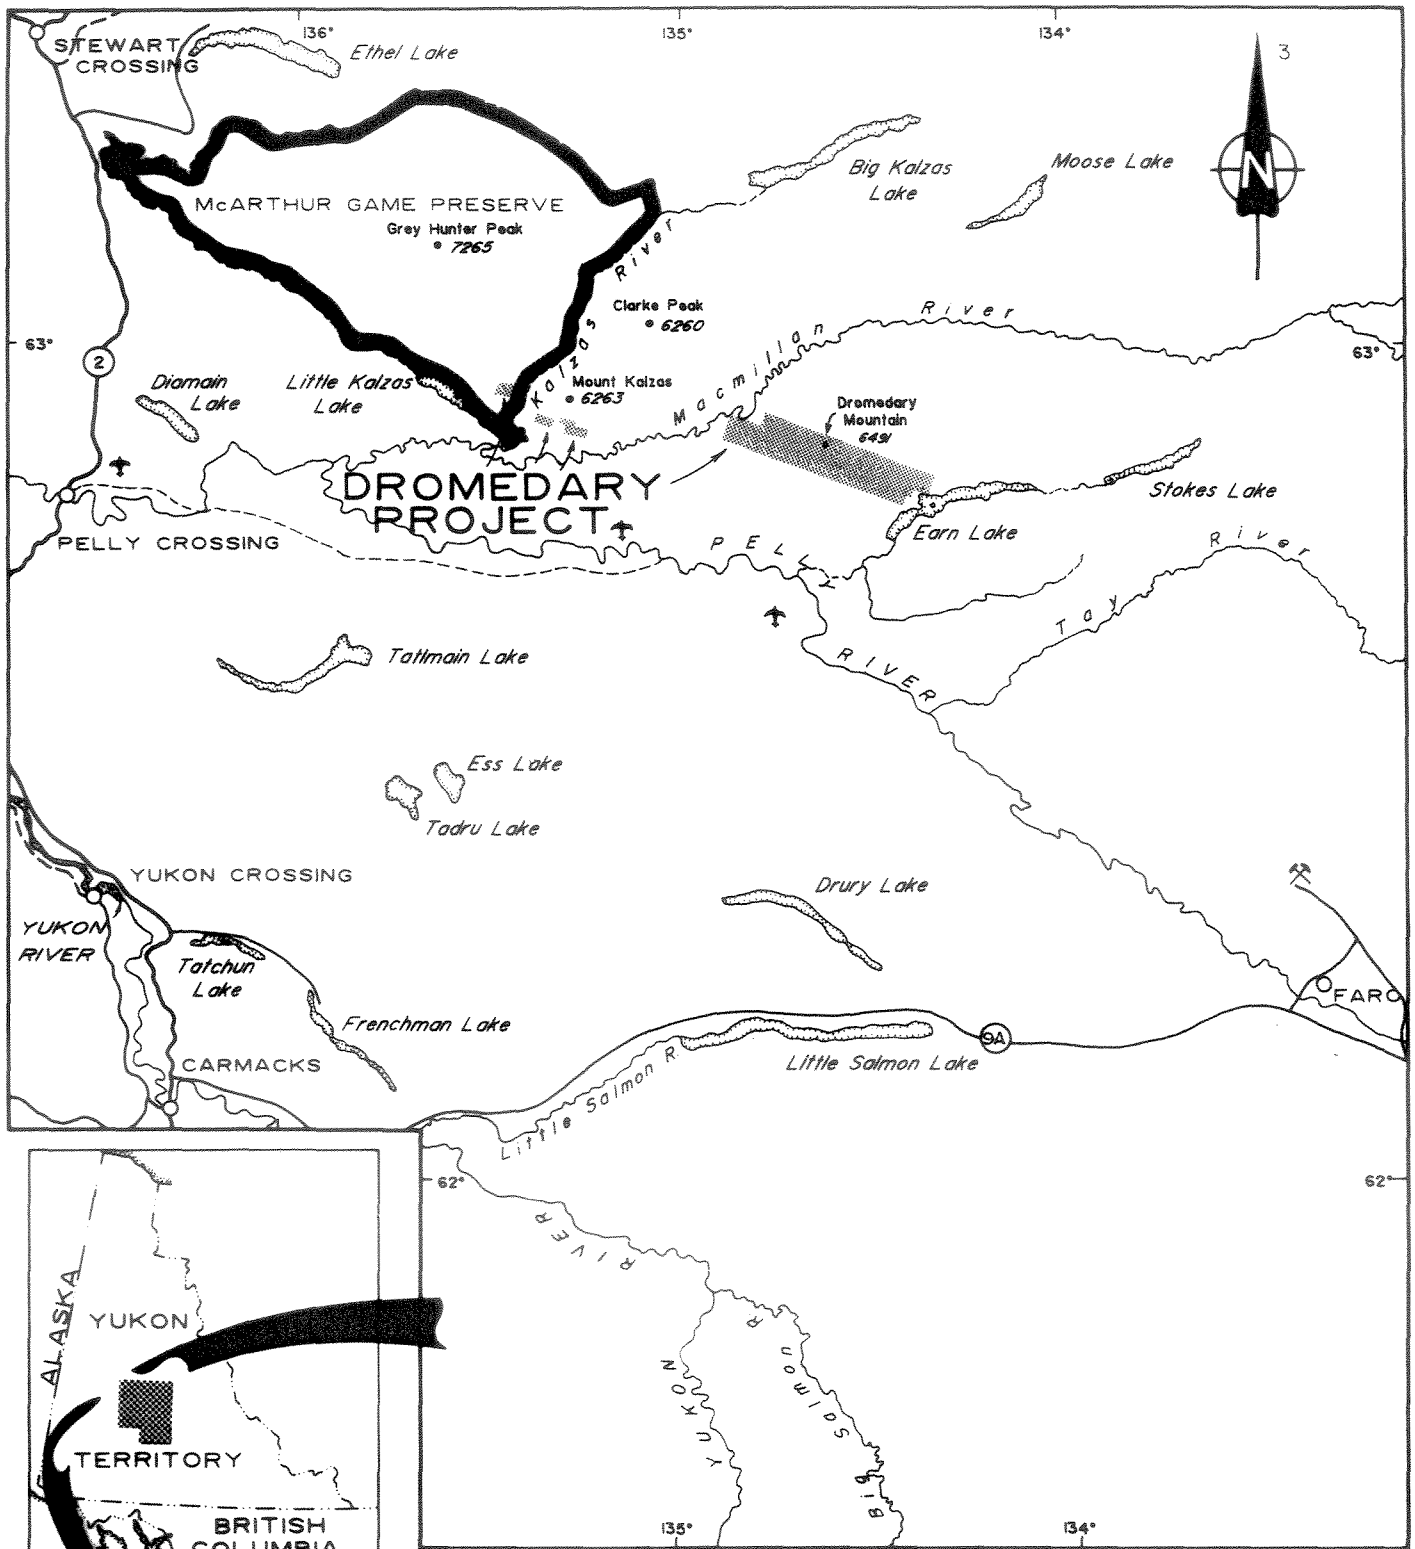 136°
135°
134°
3
STEWART
CROSSING
Ethel Lake
Big Kalzas
Lake
Moose Lake
N
McARTHUR GAME PRESERVE
Grey Hunter Peak
7265
Kalzas River
Clarke Peak
6260
Macmillan River
63°
63°
2
Diamain
Lake
Little Kalzas
Lake
Mount Kalzas
6263
Dromedary
Mountain
6491
DROMEDARY
PROJECT
Stokes Lake
Earn Lake
PELLY CROSSING
PELLY RIVER
Tay River
Tatlmain Lake
Ess Lake
Tadru Lake
YUKON CROSSING
Drury Lake
YUKON
RIVER
Tatchun
Lake
FARO
Frenchman Lake
9A
CARMACKS
Little Salmon Lake
Little Salmon R.
62°
62°
YUKON RIVER
Big Salmon R
ALASKA
YUKON
TERRITORY
BRITISH
COLUMBIA
135°
134°